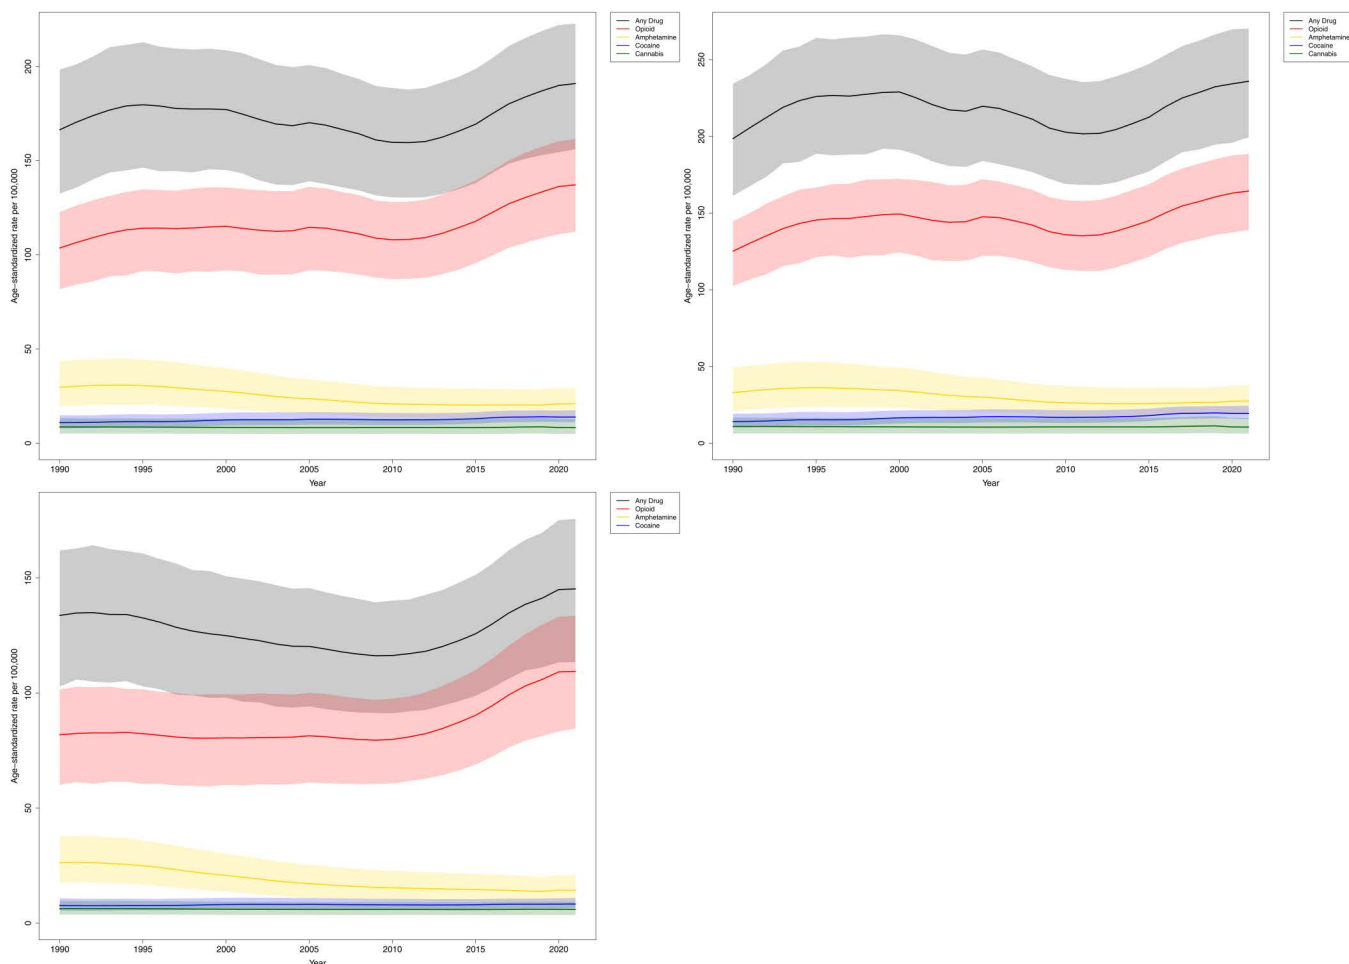 Any Drug
Opioid
Amphetamine
Cocaine
Cannabis
200
150
100
50
0
Age−standardized rate per 100,000
1990 1995 2000 2005 2010 2015 2020
Year
Any Drug
Opioid
Amphetamine
Cocaine
Cannabis
250
200
150
100
50
0
Age−standardized rate per 100,000
1990 1995 2000 2005 2010 2015 2020
Year
Any Drug
Opioid
Amphetamine
Cocaine
150
100
50
0
Age−standardized rate per 100,000
1990 1995 2000 2005 2010 2015 2020
Year